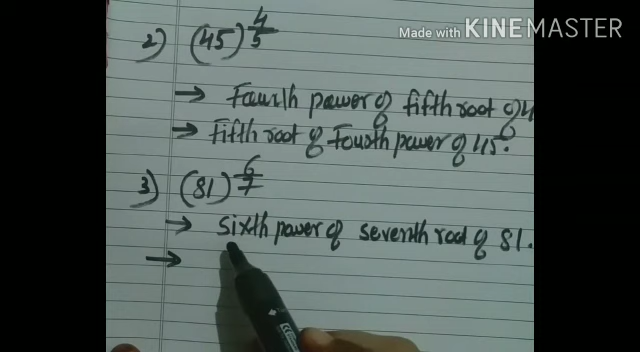 Made with KINEMASTER
2) (45)^4/5
→ Fourth power of fifth root of 4
→ Fifth root of Fourth power of 45.
3) (81)^6/7
→ Sixth power of seventh root of 81.
→